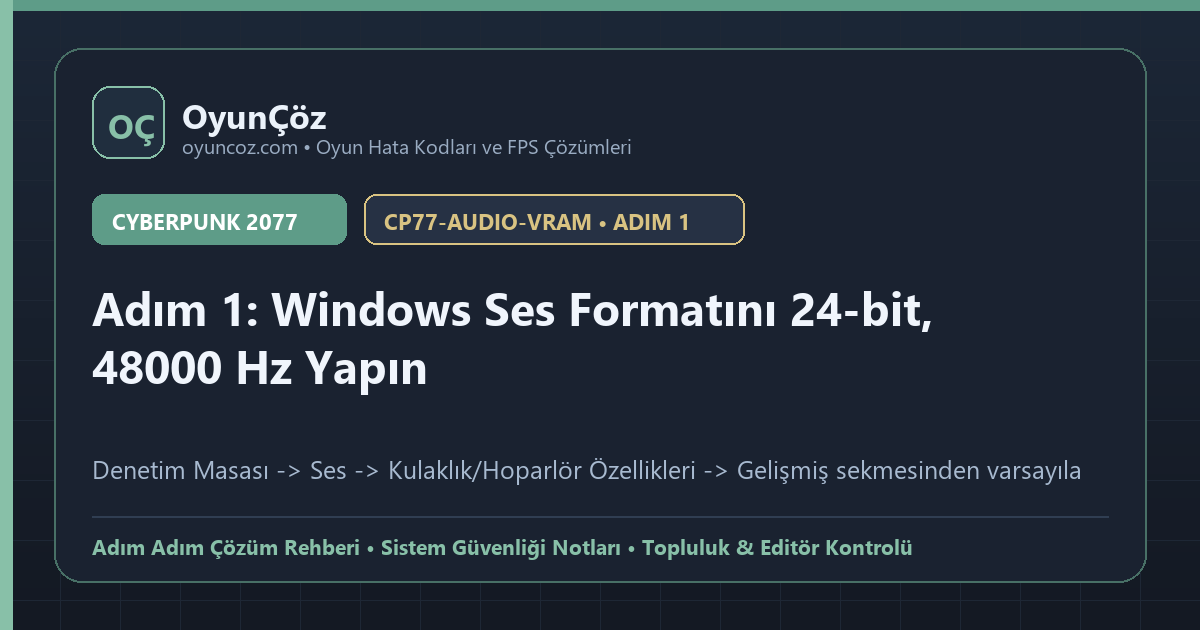 OÇ
OyunÇöz
oyuncoz.com • Oyun Hata Kodları ve FPS Çözümleri
CYBERPUNK 2077
CP77-AUDIO-VRAM • ADIM 1
Adım 1: Windows Ses Formatını 24-bit,
48000 Hz Yapın
Denetim Masası -> Ses -> Kulaklık/Hoparlör Özellikleri -> Gelişmiş sekmesinden varsayıla
Adım Adım Çözüm Rehberi • Sistem Güvenliği Notları • Topluluk & Editör Kontrolü